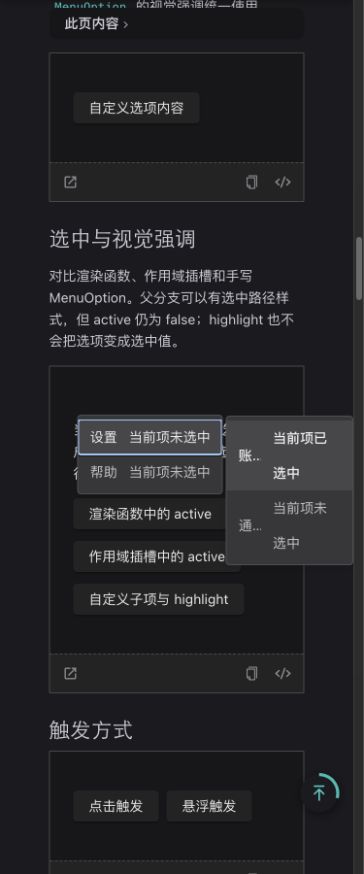 MenuOption 的视觉强调统一使用
此页内容 ›
自定义选项内容
选中与视觉强调
对比渲染函数、作用域插槽和手写
MenuOption。父分支可以有选中路径样
式，但 active 仍为 false；highlight 也不
会把选项变成选中值。
设置 当前项未选中
帮助 当前项未选中
账... 当前项已
选中
通... 当前项未
选中
渲染函数中的 active
作用域插槽中的 active
自定义子项与 highlight
触发方式
点击触发 悬浮触发